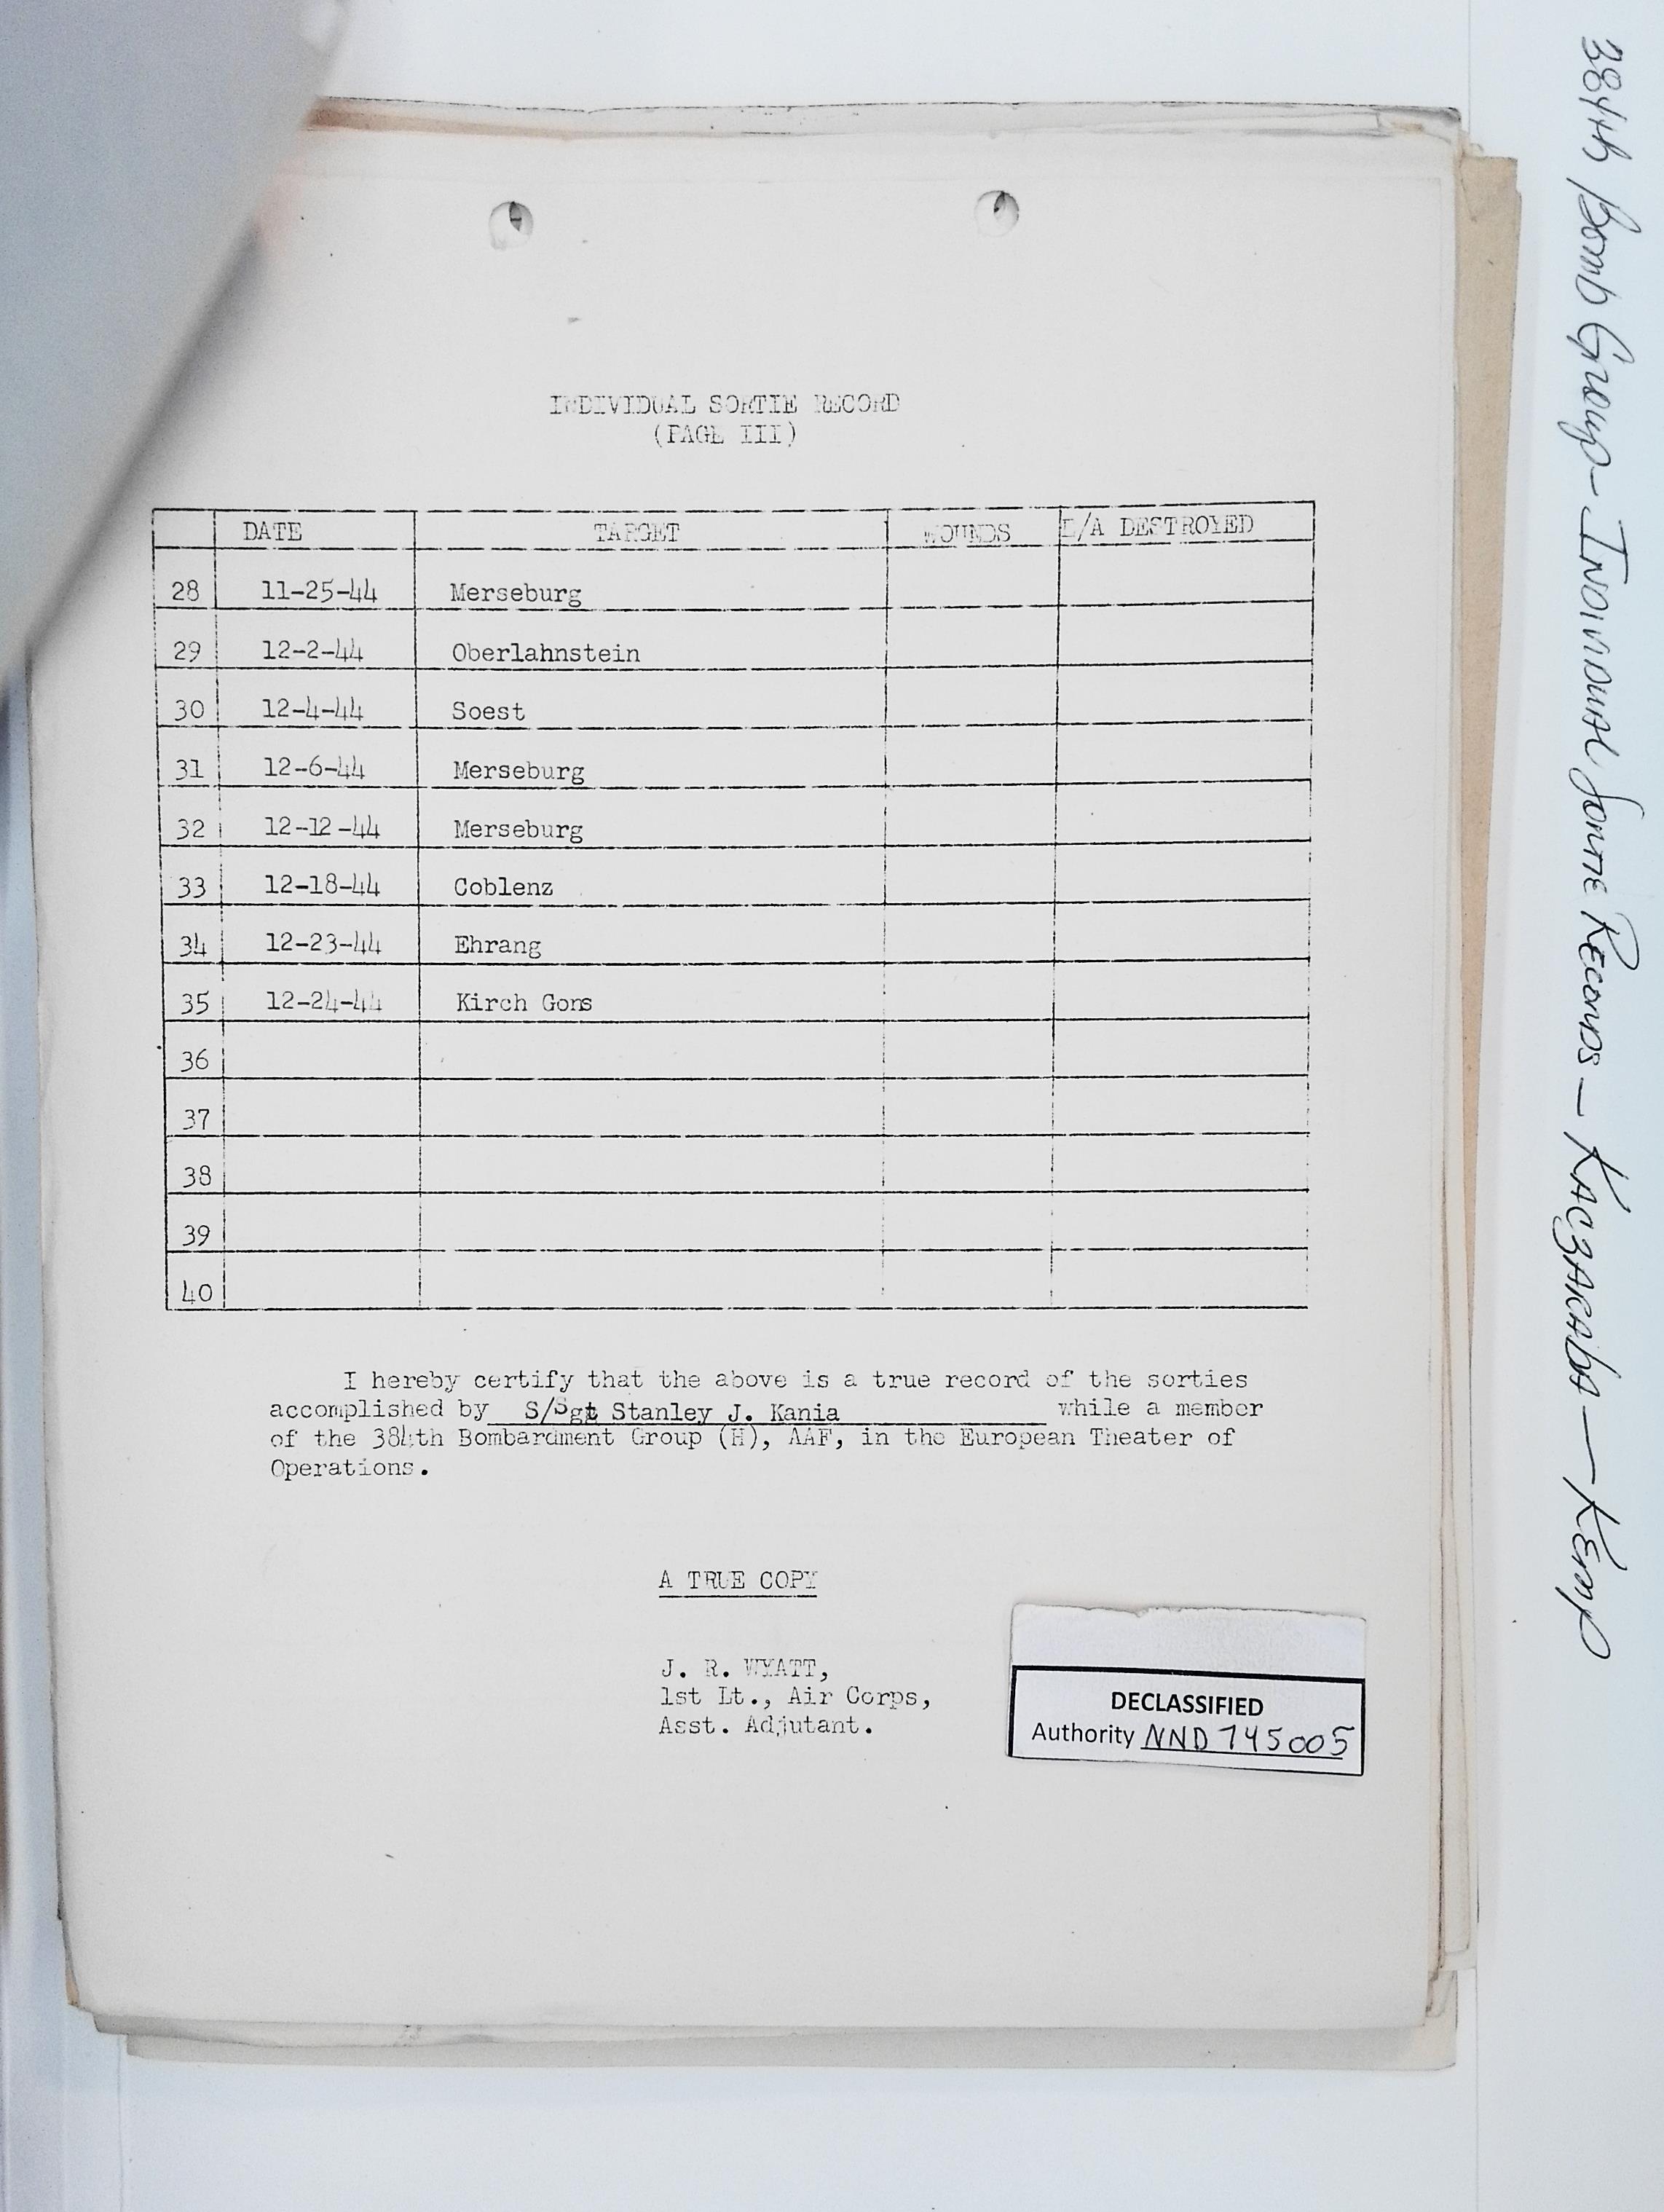 INDIVIDUAL SORTIE RECORD
(PAGE III)
DATE TARGET WOUNDS E/A DESTROYED
28 11-25-44 Merseburg
29 12-2-44 Oberlahnstein
30 12-4-44 Soest
31 12-6-44 Merseburg
32 12-12-44 Merseburg
33 12-18-44 Coblenz
34 12-23-44 Ehrang
35 12-24-44 Kirch Gons
36
37
38
39
40
I hereby certify that the above is a true record of the sorties
accomplished by S/Sgt Stanley J. Kania while a member
of the 384th Bombardment Group (H), AAF, in the European Theater of
Operations.
A TRUE COPY
J. R. WYATT,
1st Lt., Air Corps,
Asst. Adjutant.
DECLASSIFIED
Authority NND 745005
384th Bomb Group - Individual Sortie Records - Kaczaraba - Kemp